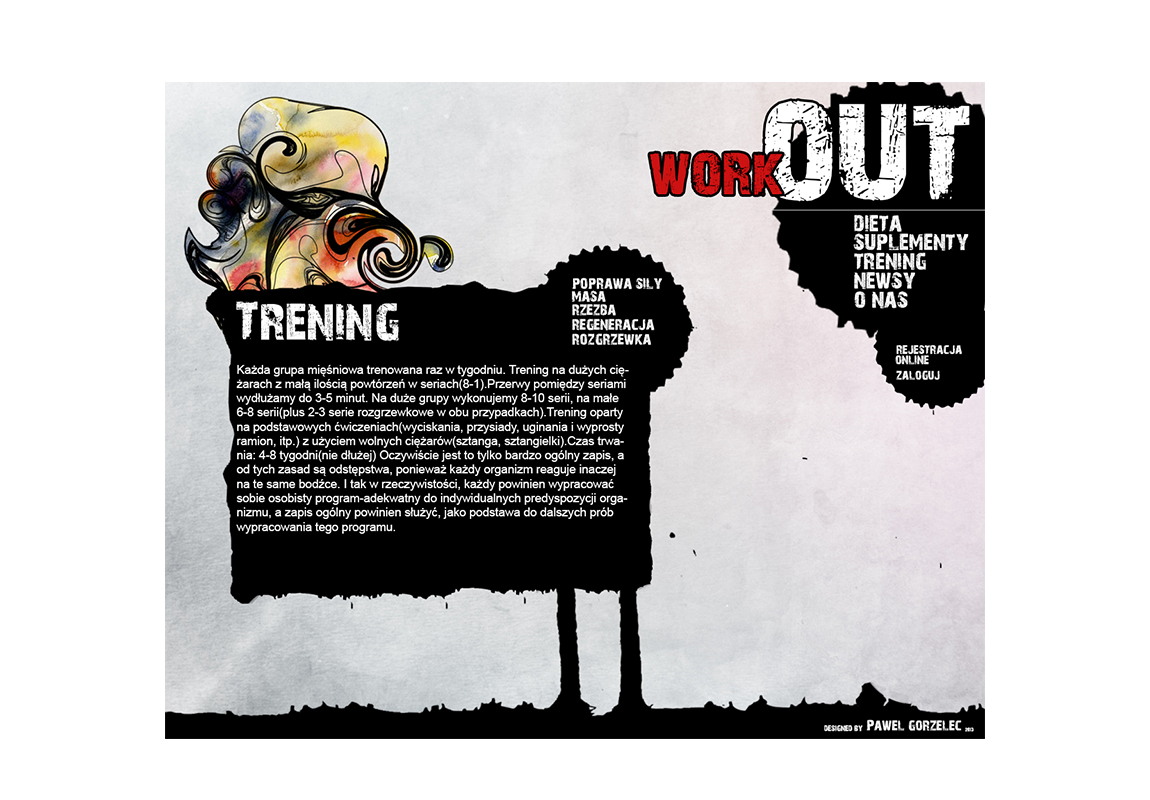 WORKOUT
DIETA
SUPLEMENTY
TRENING
NEWSY
O NAS
REJESTRACJA
ONLINE
ZALOGUJ
POPRAWA SILY
MASA
RZEZBA
REGENERACJA
ROZGRZEWKA
TRENING
Każda grupa mięśniowa trenowana raz w tygodniu. Trening na dużych cię-
żarach z małą ilością powtórzeń w seriach(8-1).Przerwy pomiędzy seriami
wydłużamy do 3-5 minut. Na duże grupy wykonujemy 8-10 serii, na małe
6-8 serii(plus 2-3 serie rozgrzewkowe w obu przypadkach).Trening oparty
na podstawowych ćwiczeniach(wyciskania, przysiady, uginania i wyprosty
ramion, itp.) z użyciem wolnych ciężarów(sztanga, sztangielki).Czas trwa-
nia: 4-8 tygodni(nie dłużej) Oczywiście jest to tylko bardzo ogólny zapis, a
od tych zasad są odstępstwa, ponieważ każdy organizm reaguje inaczej
na te same bodźce. I tak w rzeczywistości, każdy powinien wypracować
sobie osobisty program-adekwatny do indywidualnych predyspozycji orga-
nizmu, a zapis ogólny powinien służyć, jako podstawa do dalszych prób
wypracowania tego programu.
DESIGNED BY PAWEL GORZELEC 2013